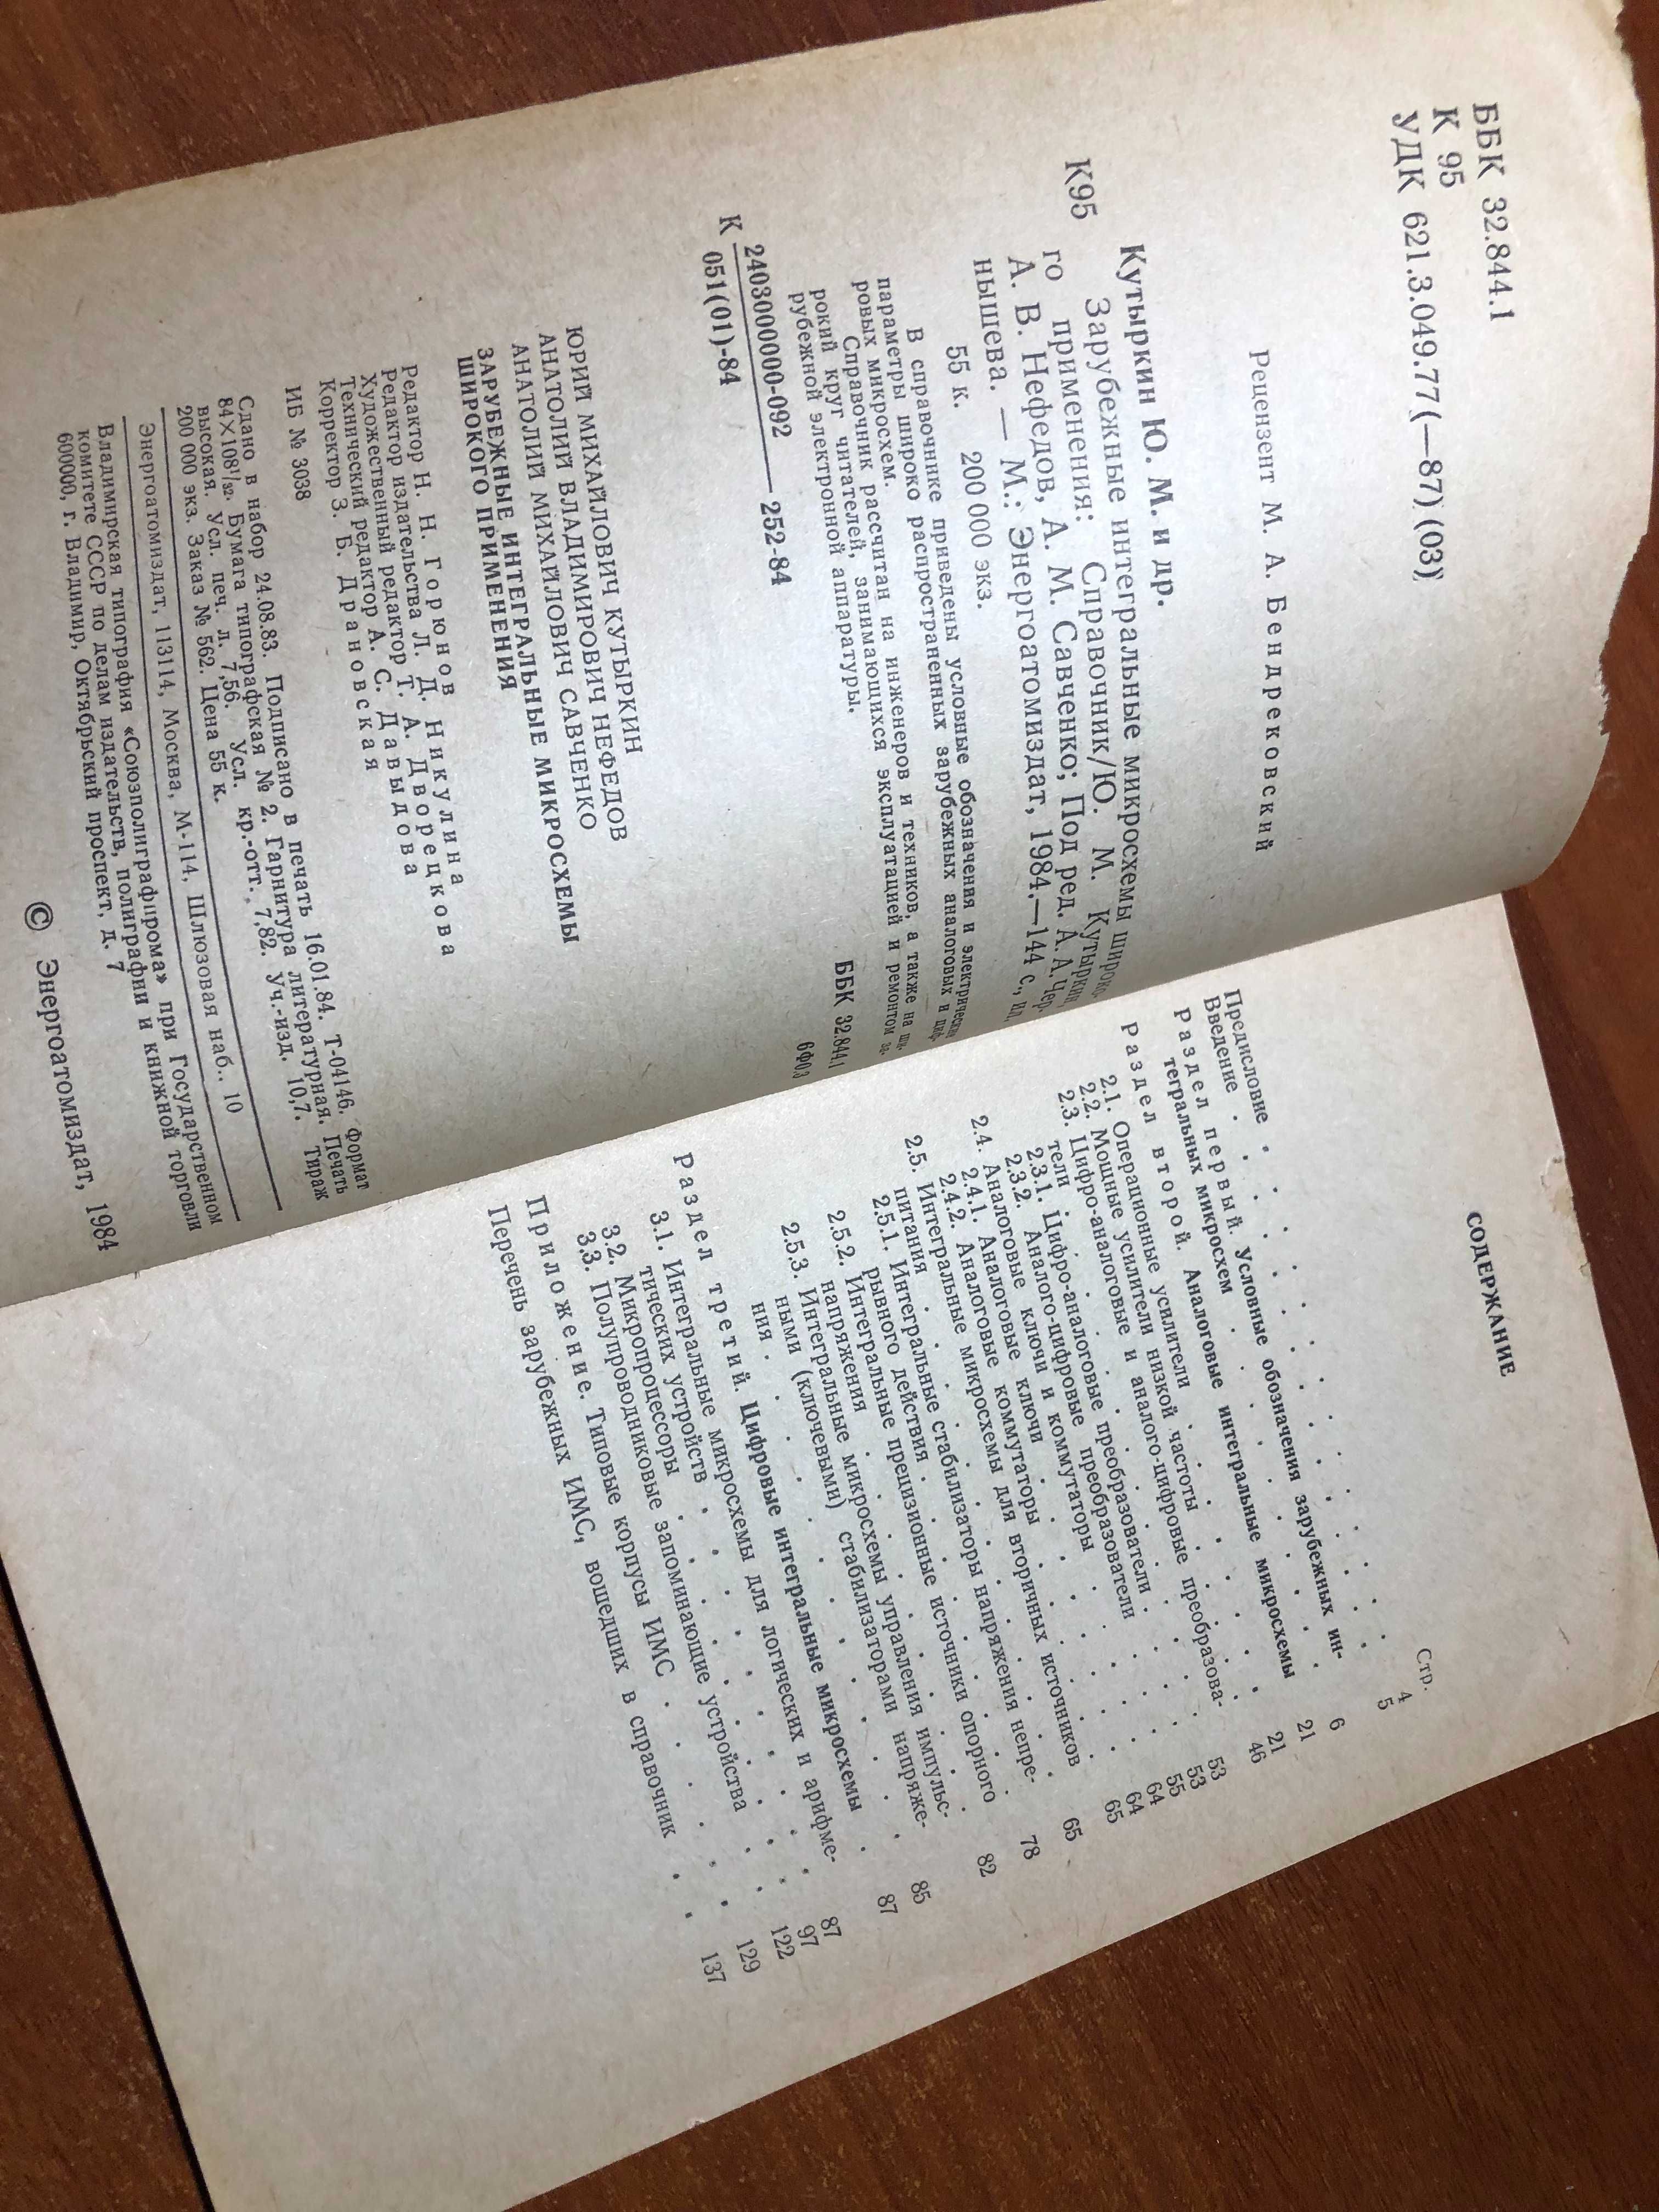 ББК 32.844.1
К 95
УДК 621.3.049.77(—87)(03)
Рецензент М. А. Бендрековский
Кутыркин Ю. М. и др.
К95 Зарубежные интегральные микросхемы широко-
го применения: Справочник/Ю. М. Кутыркин,
А. В. Нефедов, А. М. Савченко; Под ред. А. А. Чер-
нышева. — М.: Энергоатомиздат, 1984.—144 с., ил.
55 к. 200 000 экз.
В справочнике приведены условные обозначения и электрические
параметры широко распространенных зарубежных аналоговых и циф-
ровых микросхем.
Справочник рассчитан на инженеров и техников, а также на ши-
рокий круг читателей, занимающихся эксплуатацией и ремонтом за-
рубежной электронной аппаратуры.
К 2403000000-092
051(01)-84 252-84
ББК 32.844.1
6Ф0.3
ЮРИЙ МИХАЙЛОВИЧ КУТЫРКИН
АНАТОЛИЙ ВЛАДИМИРОВИЧ НЕФЕДОВ
АНАТОЛИЙ МИХАЙЛОВИЧ САВЧЕНКО
ЗАРУБЕЖНЫЕ ИНТЕГРАЛЬНЫЕ МИКРОСХЕМЫ
ШИРОКОГО ПРИМЕНЕНИЯ
Редактор Н. Н. Горюнов
Редактор издательства Л. Д. Никулина
Художественный редактор Т. А. Дворецкова
Технический редактор А. С. Давыдова
Корректор З. Б. Драновская
ИБ № 3038
Сдано в набор 24.08.83. Подписано в печать 16.01.84. Т-04146. Формат
84×108¹/₃₂. Бумага типографская № 2. Гарнитура литературная. Печать
высокая. Усл. печ. л. 7,56. Усл. кр.-отт. 7,82. Уч.-изд. 10,7. Тираж
200 000 экз. Заказ № 562. Цена 55 к.
Энергоатомиздат, 113114, Москва, М-114, Шлюзовая наб., 10
Владимирская типография «Союзполиграфпрома» при Государственном
комитете СССР по делам издательств, полиграфии и книжной торговли
600000, г. Владимир, Октябрьский проспект, д. 7
© Энергоатомиздат, 1984
СОДЕРЖАНИЕ
Стр.
Предисловие . . . . . . . . 4
Введение . . . . . . . . 5
Раздел первый. Условные обозначения зарубежных ин-
тегральных микросхем . . . . . . 6
Раздел второй. Аналоговые интегральные микросхемы 21
2.1. Операционные усилители . . . . . 21
2.2. Мощные усилители низкой частоты . . . 46
2.3. Цифро-аналоговые и аналого-цифровые преобразова-
тели . . . . . . . . 53
2.3.1. Цифро-аналоговые преобразователи . . 53
2.3.2. Аналого-цифровые преобразователи . . 55
2.4. Аналоговые ключи и коммутаторы . . . 64
2.4.1. Аналоговые ключи . . . . . 64
2.4.2. Аналоговые коммутаторы . . . . 65
2.5. Интегральные микросхемы для вторичных источников
питания . . . . . . . . 65
2.5.1. Интегральные стабилизаторы напряжения непре-
рывного действия . . . . . . 78
2.5.2. Интегральные прецизионные источники опорного
напряжения . . . . . . . 82
2.5.3. Интегральные микросхемы управления импульс-
ными (ключевыми) стабилизаторами напряже-
ния . . . . . . . . 85
Раздел третий. Цифровые интегральные микросхемы 87
3.1. Интегральные микросхемы для логических и арифме-
тических устройств . . . . . . 87
3.2. Микропроцессоры . . . . . . 97
3.3. Полупроводниковые запоминающие устройства . 122
Приложение. Типовые корпусы ИМС . . . 129
Перечень зарубежных ИМС, вошедших в справочник . 137